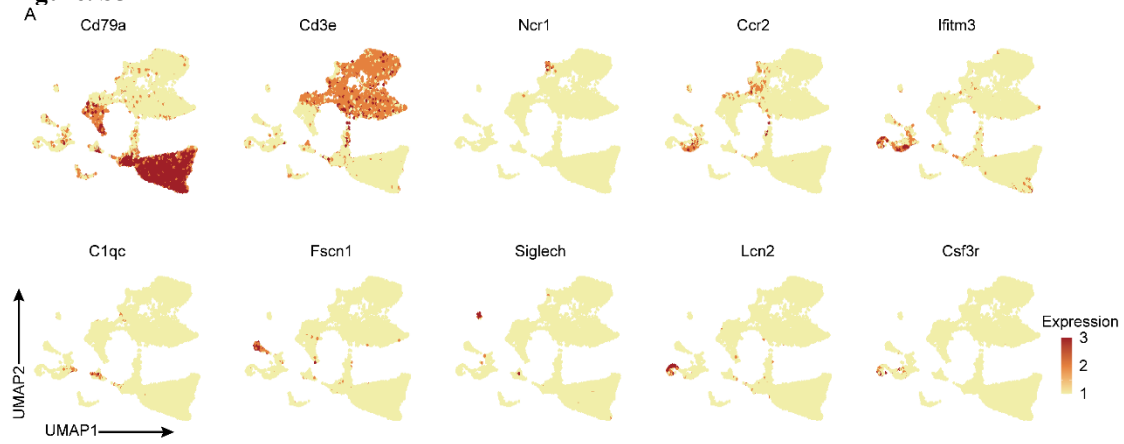 A
Cd79a Cd3e Ncr1 Ccr2 Ifitm3
C1qc Fscn1 Siglech Lcn2 Csf3r
Expression
3
2
1
UMAP2
UMAP1